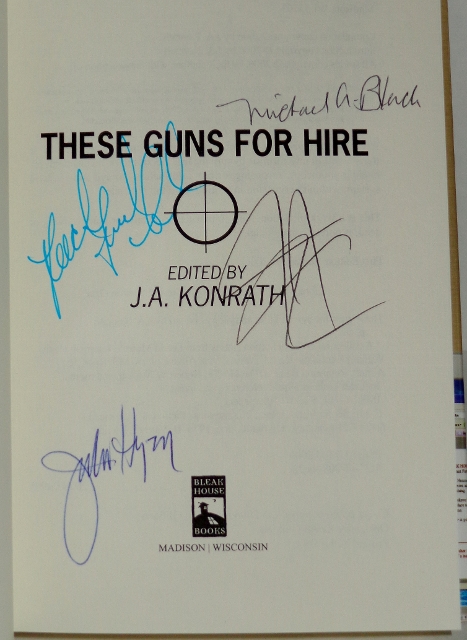 Michael A. Black
THESE GUNS FOR HIRE
EDITED BY
J.A. KONRATH
BLEAK
HOUSE
BOOKS
MADISON | WISCONSIN